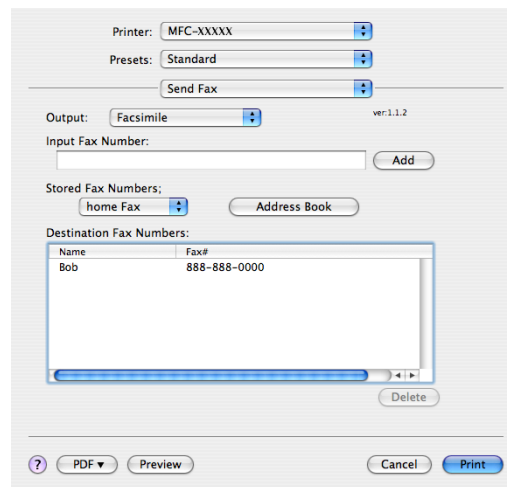 Printer: MFC-XXXXX
Presets: Standard
Send Fax
Output: Facsimile ver:1.1.2
Input Fax Number:
Add
Stored Fax Numbers;
home Fax Address Book
Destination Fax Numbers:
Name Fax#
Bob 888-888-0000
Delete
? PDF▼ Preview Cancel Print